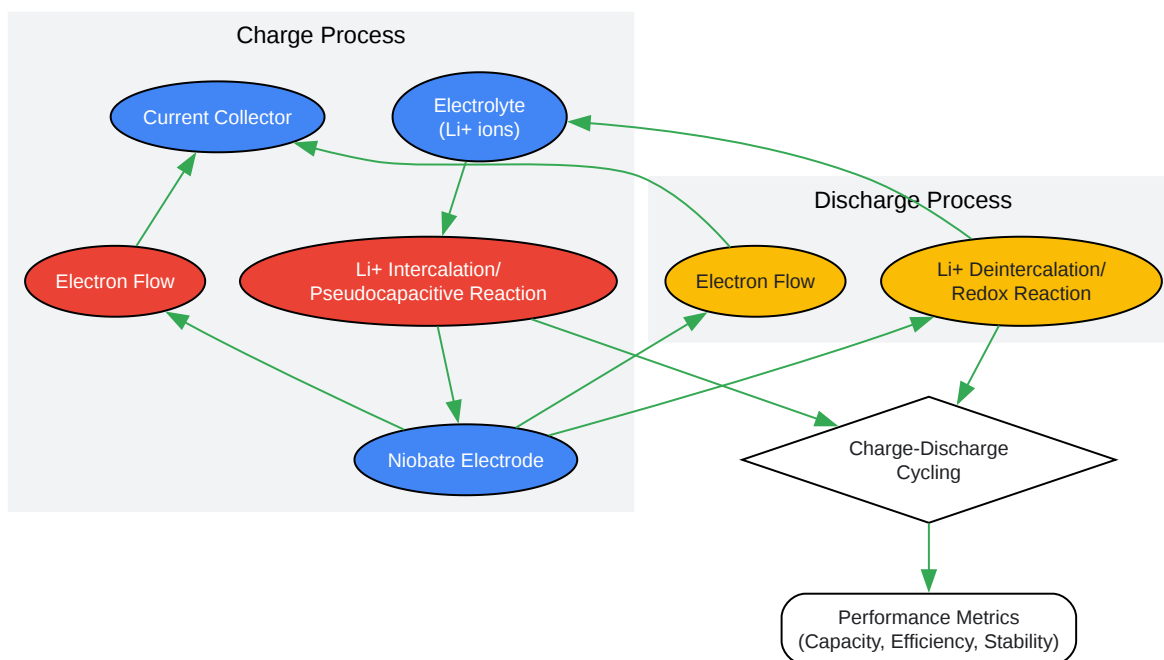 Charge Process
Current Collector
Electrolyte
(Li+ ions)
Discharge Process
Electron Flow
Li+ Intercalation/
Pseudocapacitive Reaction
Electron Flow
Li+ Deintercalation/
Redox Reaction
Niobate Electrode
Charge-Discharge
Cycling
Performance Metrics
(Capacity, Efficiency, Stability)